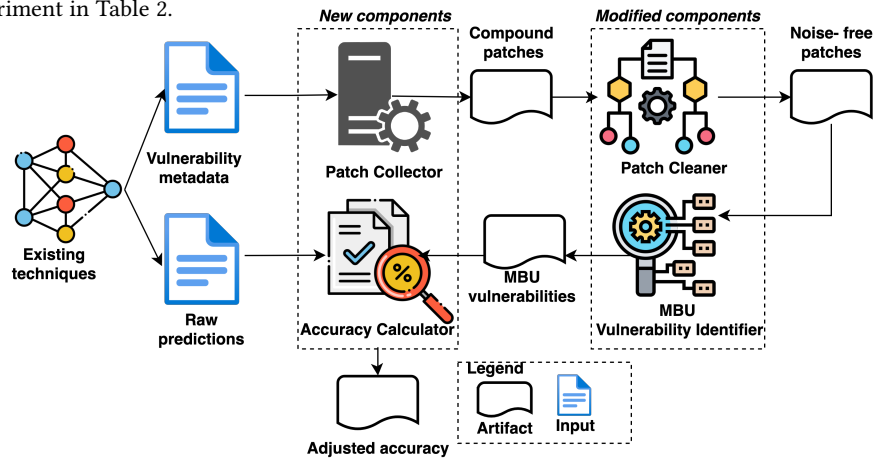 riment in Table 2.
New components
Modified components
Compound
patches
Noise- free
patches
Vulnerability
metadata
Patch Collector
Patch Cleaner
Existing
techniques
%
MBU
vulnerabilities
Raw
predictions
Accuracy Calculator
MBU
Vulnerability Identifier
Legend
Artifact
Input
Adjusted accuracy